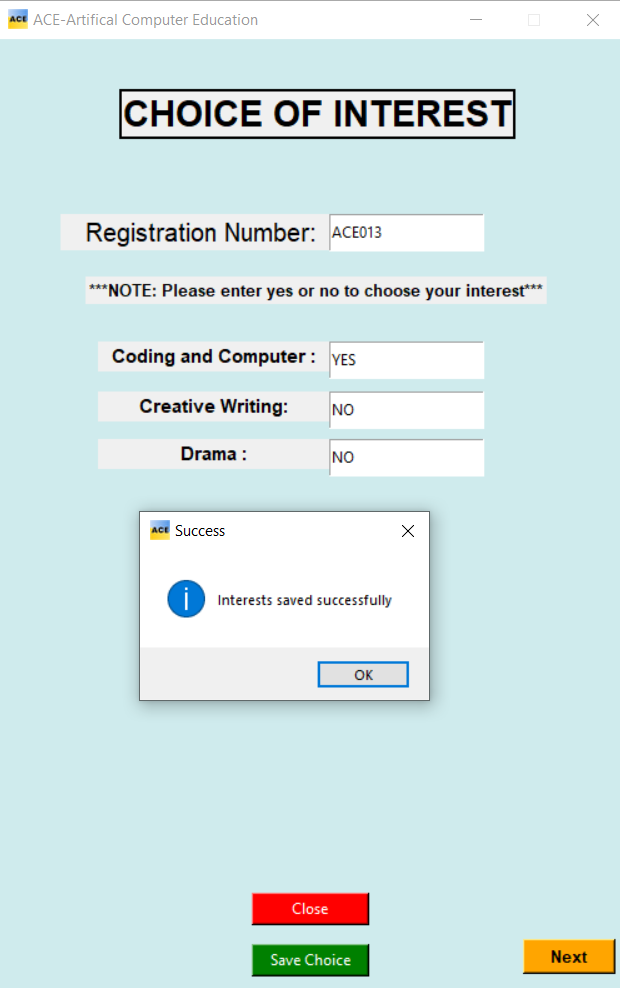 ACE ACE-Artifical Computer Education
CHOICE OF INTEREST
Registration Number: ACE013
***NOTE: Please enter yes or no to choose your interest***
Coding and Computer : YES
Creative Writing: NO
Drama : NO
ACE Success
i Interests saved successfully
OK
Close
Save Choice
Next